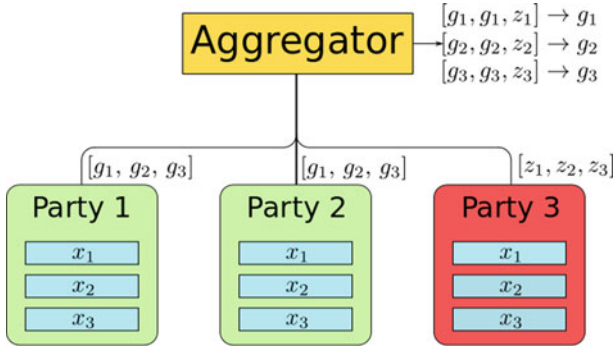 Aggregator
[g₁, g₁, z₁] → g₁
[g₂, g₂, z₂] → g₂
[g₃, g₃, z₃] → g₃
[g₁, g₂, g₃]
[g₁, g₂, g₃]
[z₁, z₂, z₃]
Party 1
Party 2
Party 3
x₁
x₁
x₁
x₂
x₂
x₂
x₃
x₃
x₃